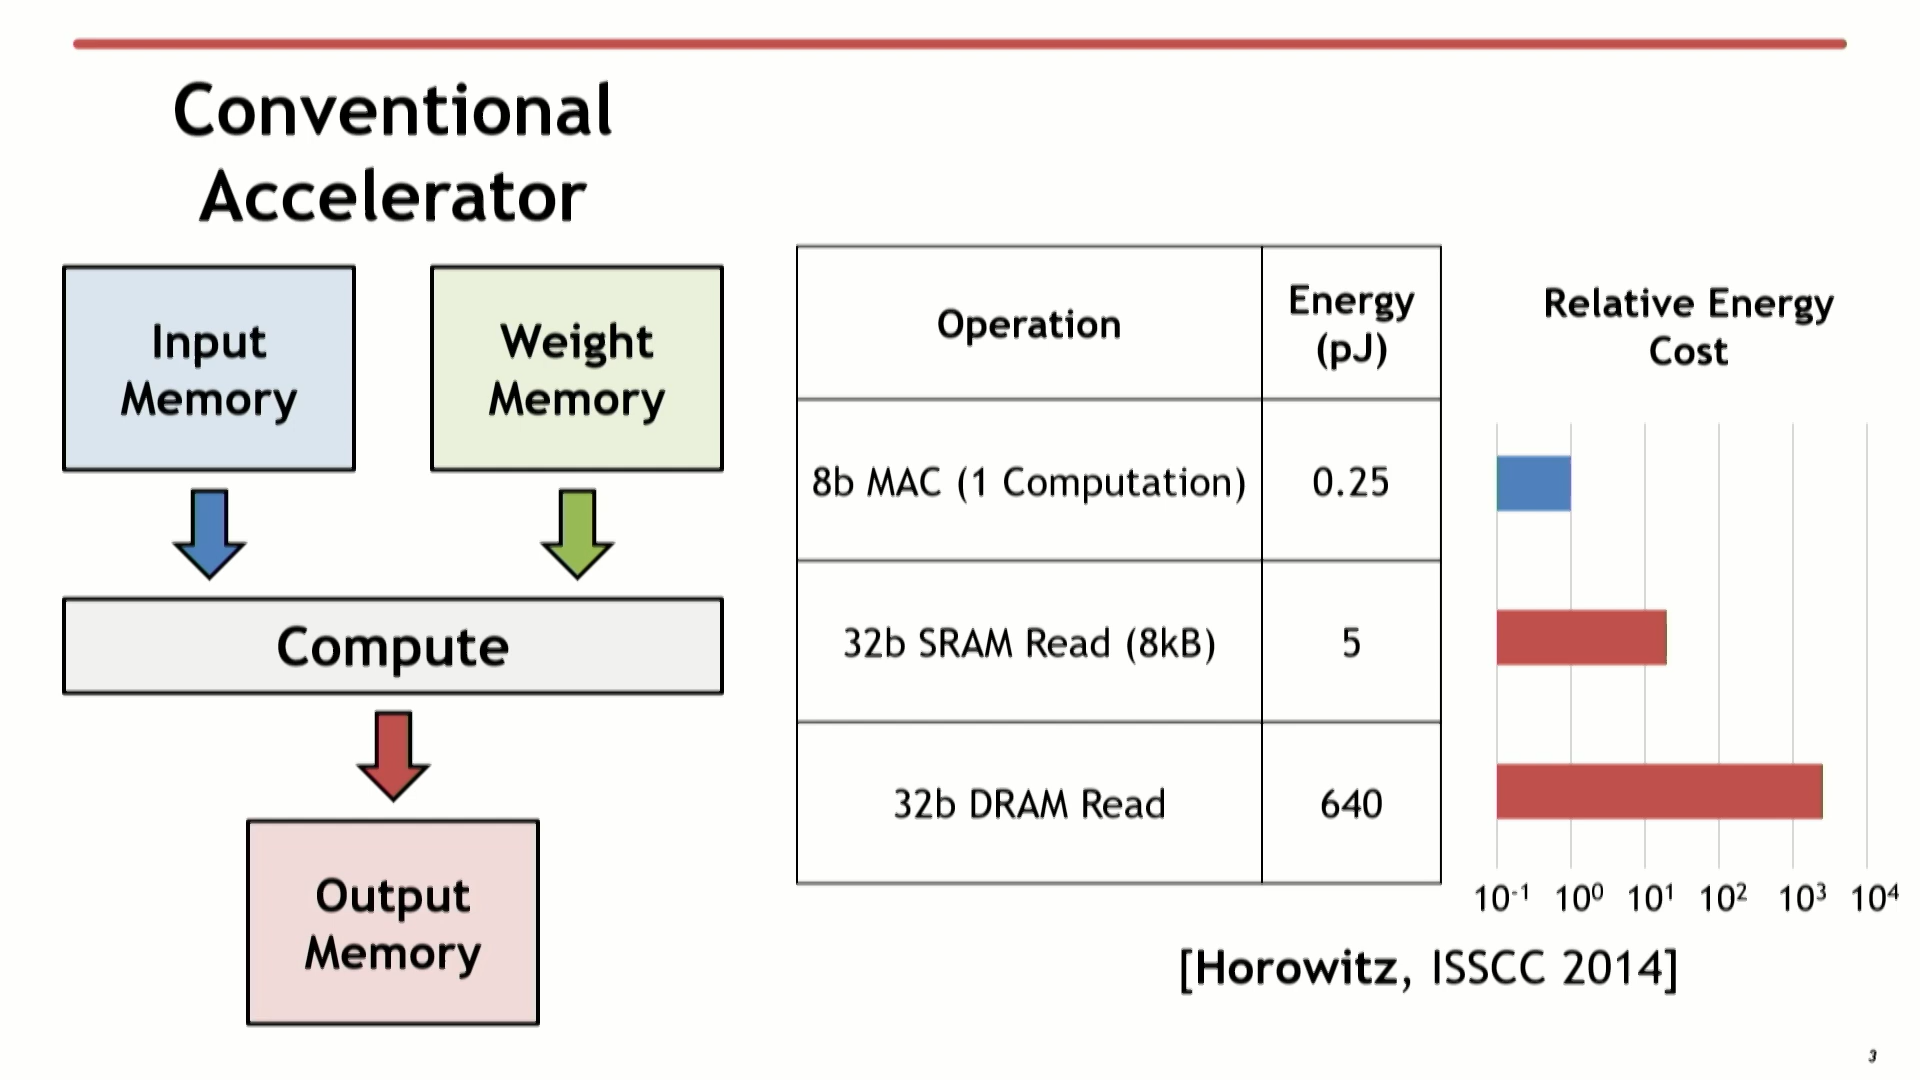 Conventional
Accelerator
Input
Memory
Weight
Memory
Compute
Output
Memory
Operation
Energy
(pJ)
8b MAC (1 Computation)
0.25
32b SRAM Read (8kB)
5
32b DRAM Read
640
Relative Energy
Cost
10⁻¹ 10⁰ 10¹ 10² 10³ 10⁴
[Horowitz, ISSCC 2014]
3